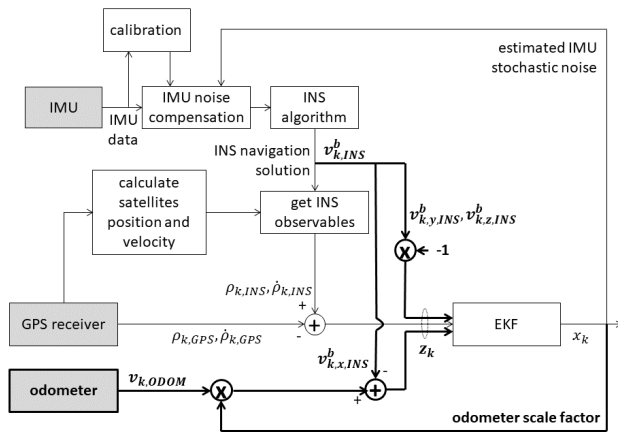 calibration
estimated IMU
stochastic noise
IMU
IMU
data
IMU noise
compensation
INS
algorithm
INS navigation
solution
v^b_{k,INS}
calculate
satellites
position and
velocity
get INS
observables
v^b_{k,y,INS}, v^b_{k,z,INS}
x
-1
ρ_{k,INS}, ρ̇_{k,INS}
+
GPS receiver
-
+
ρ_{k,GPS}, ρ̇_{k,GPS}
EKF
z_k
x_k
v^b_{k,x,INS}
-
odometer
v_{k,ODOM}
x
+
+
odometer scale factor